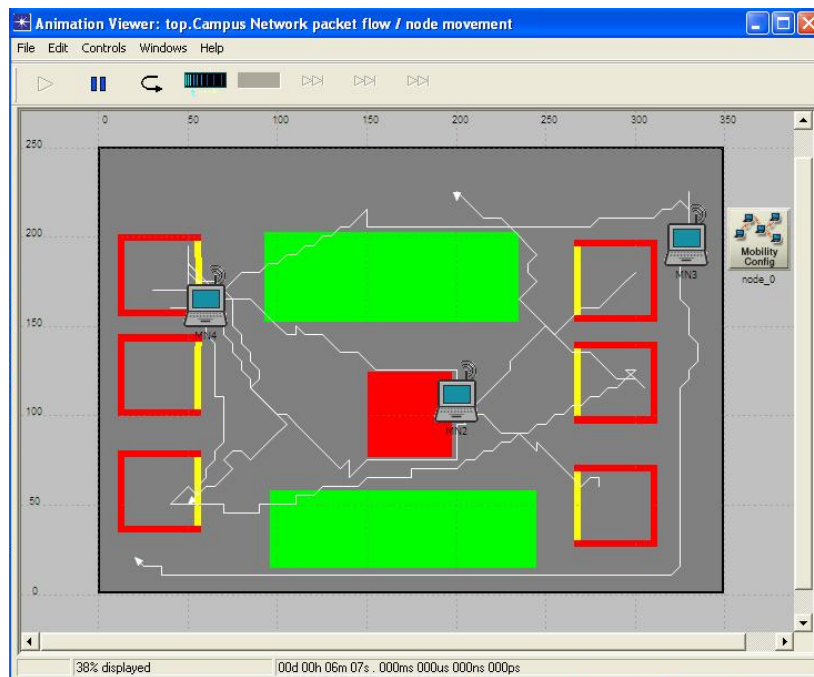 Animation Viewer: top.Campus Network packet flow / node movement
File Edit Controls Windows Help
0 50 100 150 200 250 300 350
250
200
150
100
50
0
MN3
Mobility
Config
node_0
MN4
MN2
38% displayed
00d 00h 06m 07s . 000ms 000us 000ns 000ps